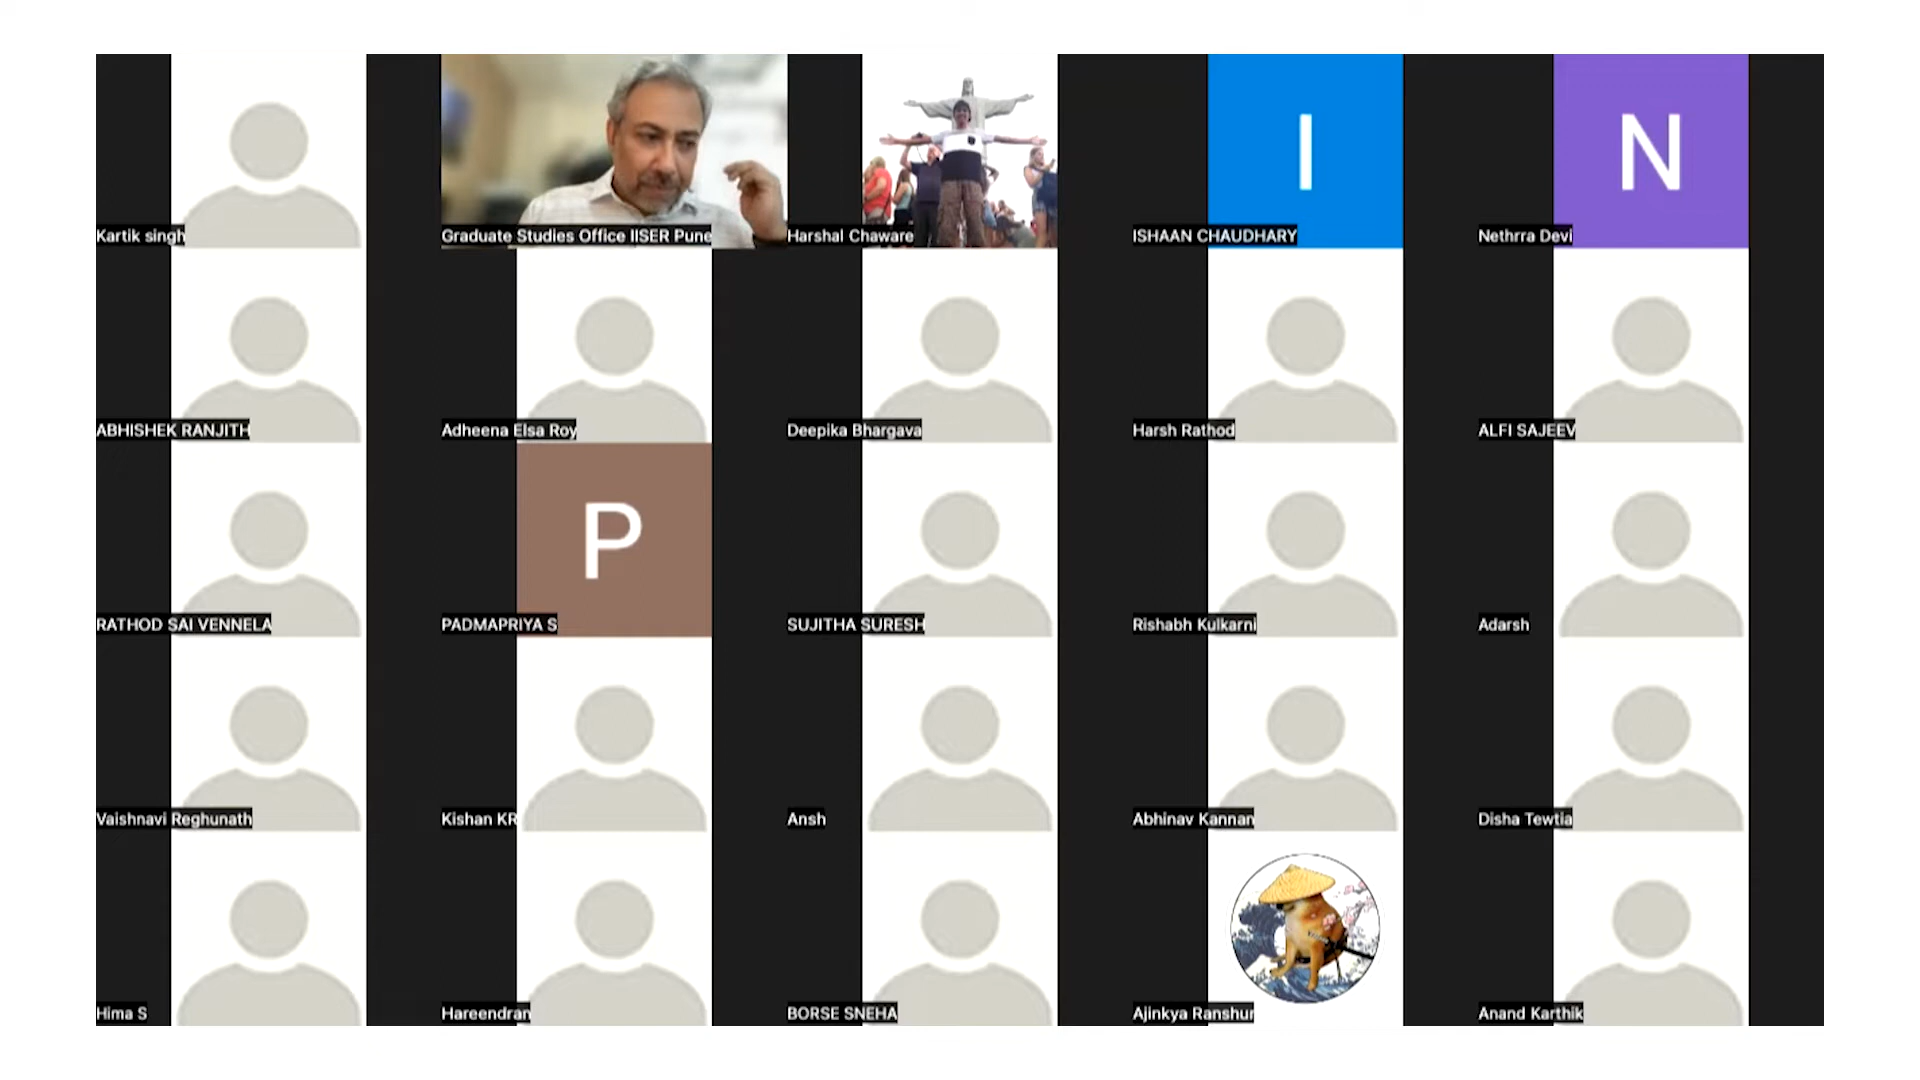 Kartik singh
Graduate Studies Office IISER Pune
Harshal Chaware
I
ISHAAN CHAUDHARY
N
Nethrra Devi
ABHISHEK RANJITH
Adheena Elsa Roy
Deepika Bhargava
Harsh Rathod
ALFI SAJEEV
RATHOD SAI VENNELA
P
PADMAPRIYA S
SUJITHA SURESH
Rishabh Kulkarni
Adarsh
Vaishnavi Reghunath
Kishan KR
Ansh
Abhinav Kannan
Disha Tewtia
Hima S
Hareendran
BORSE SNEHA
Ajinkya Ranshur
Anand Karthik